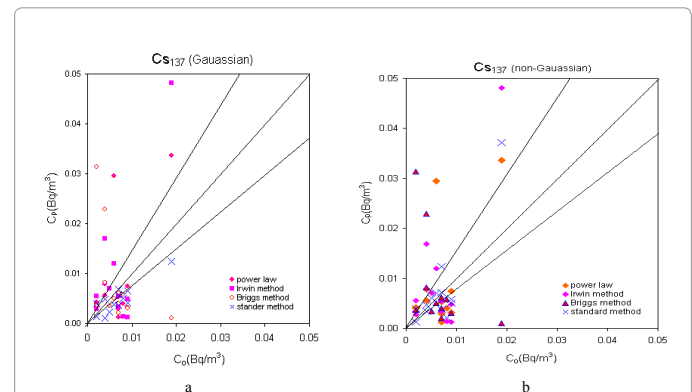 Cs137 (Gauassian)
0.05
0.04
0.03
0.02
0.01
0.00
Cp(Bq/m³)
0.00 0.01 0.02 0.03 0.04 0.05
Co(Bq/m³)
power law
Irwin method
Briggs method
stander method
a
Cs137 (non-Gauassian)
0.05
0.04
0.03
0.02
0.01
0.00
Cp(Bq/m³)
0.00 0.01 0.02 0.03 0.04 0.05
Co(Bq/m³)
power law
Irwin method
Briggs method
standard method
b